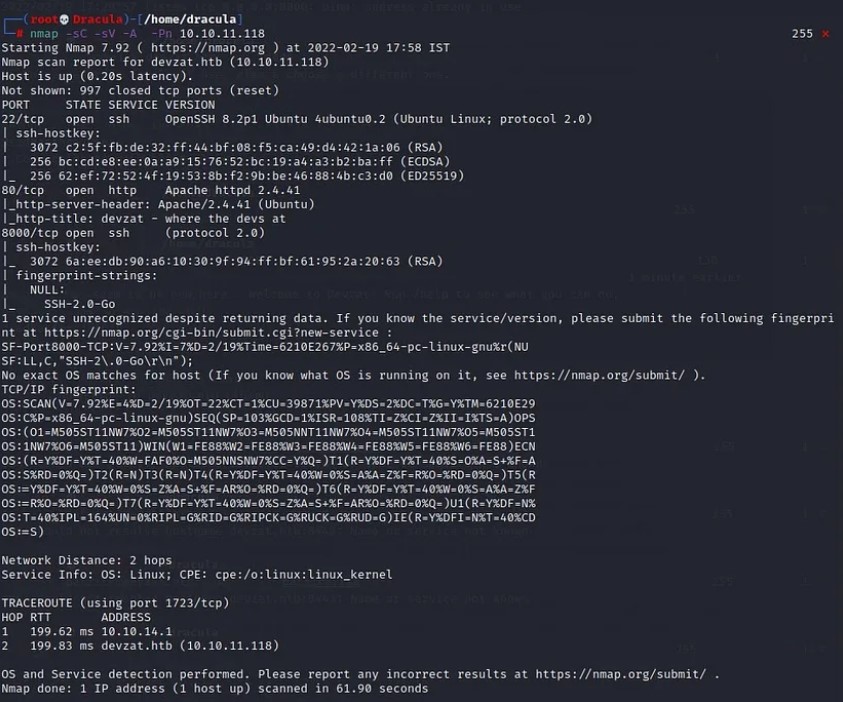 ┌──(root💀Dracula)-[/home/dracula]
└─# nmap -sC -sV -A  -Pn 10.10.11.118 255 ⨯
Starting Nmap 7.92 ( https://nmap.org ) at 2022-02-19 17:58 IST
Nmap scan report for devzat.htb (10.10.11.118)
Host is up (0.20s latency).
Not shown: 997 closed tcp ports (reset)
PORT     STATE SERVICE VERSION
22/tcp   open  ssh     OpenSSH 8.2p1 Ubuntu 4ubuntu0.2 (Ubuntu Linux; protocol 2.0)
| ssh-hostkey:
|   3072 c2:5f:fb:de:32:ff:44:bf:08:f5:ca:49:d4:42:1a:06 (RSA)
|   256 bc:cd:e8:ee:0a:a9:15:76:52:bc:19:a4:a3:b2:ba:ff (ECDSA)
|_  256 62:ef:72:52:4f:19:53:8b:f2:9b:be:46:88:4b:c3:d0 (ED25519)
80/tcp   open  http    Apache httpd 2.4.41
|_http-server-header: Apache/2.4.41 (Ubuntu)
|_http-title: devzat - where the devs at
8000/tcp open  ssh     (protocol 2.0)
| ssh-hostkey:
|_  3072 6a:ee:db:90:a6:10:30:9f:94:ff:bf:61:95:2a:20:63 (RSA)
| fingerprint-strings:
|   NULL:
|_    SSH-2.0-Go
1 service unrecognized despite returning data. If you know the service/version, please submit the following fingerpri
nt at https://nmap.org/cgi-bin/submit.cgi?new-service :
SF-Port8000-TCP:V=7.92%I=7%D=2/19%Time=6210E267%P=x86_64-pc-linux-gnu%r(NU
SF:LL,C,"SSH-2\.0-Go\r\n");
No exact OS matches for host (If you know what OS is running on it, see https://nmap.org/submit/ ).
TCP/IP fingerprint:
OS:SCAN(V=7.92%E=4%D=2/19%OT=22%CT=1%CU=39871%PV=Y%DS=2%DC=T%G=Y%TM=6210E29
OS:C%P=x86_64-pc-linux-gnu)SEQ(SP=103%GCD=1%ISR=108%TI=Z%CI=Z%II=I%TS=A)OPS
OS:(O1=M505ST11NW7%O2=M505ST11NW7%O3=M505NNT11NW7%O4=M505ST11NW7%O5=M505ST1
OS:1NW7%O6=M505ST11)WIN(W1=FE88%W2=FE88%W3=FE88%W4=FE88%W5=FE88%W6=FE88)ECN
OS:(R=Y%DF=Y%T=40%W=FAF0%O=M505NNSNW7%CC=Y%Q=)T1(R=Y%DF=Y%T=40%S=O%A=S+%F=A
OS:S%RD=0%Q=)T2(R=N)T3(R=N)T4(R=Y%DF=Y%T=40%W=0%S=A%A=Z%F=R%O=%RD=0%Q=)T5(R
OS:=Y%DF=Y%T=40%W=0%S=Z%A=S+%F=AR%O=%RD=0%Q=)T6(R=Y%DF=Y%T=40%W=0%S=A%A=Z%F
OS:=R%O=%RD=0%Q=)T7(R=Y%DF=Y%T=40%W=0%S=Z%A=S+%F=AR%O=%RD=0%Q=)U1(R=Y%DF=N%
OS:T=40%IPL=164%UN=0%RIPL=G%RID=G%RIPCK=G%RUCK=G%RUD=G)IE(R=Y%DFI=N%T=40%CD
OS:=S)
Network Distance: 2 hops
Service Info: OS: Linux; CPE: cpe:/o:linux:linux_kernel
TRACEROUTE (using port 1723/tcp)
HOP RTT       ADDRESS
1   199.62 ms 10.10.14.1
2   199.83 ms devzat.htb (10.10.11.118)
OS and Service detection performed. Please report any incorrect results at https://nmap.org/submit/ .
Nmap done: 1 IP address (1 host up) scanned in 61.90 seconds